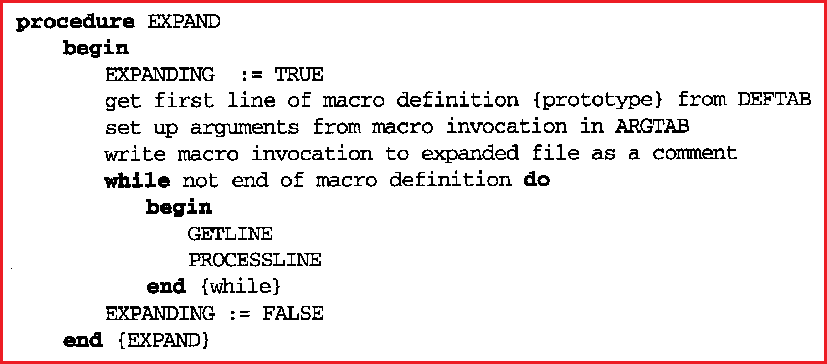 procedure EXPAND
begin
EXPANDING := TRUE
get first line of macro definition {prototype} from DEFTAB
set up arguments from macro invocation in ARGTAB
write macro invocation to expanded file as a comment
while not end of macro definition do
begin
GETLINE
PROCESSLINE
end {while}
EXPANDING := FALSE
end {EXPAND}